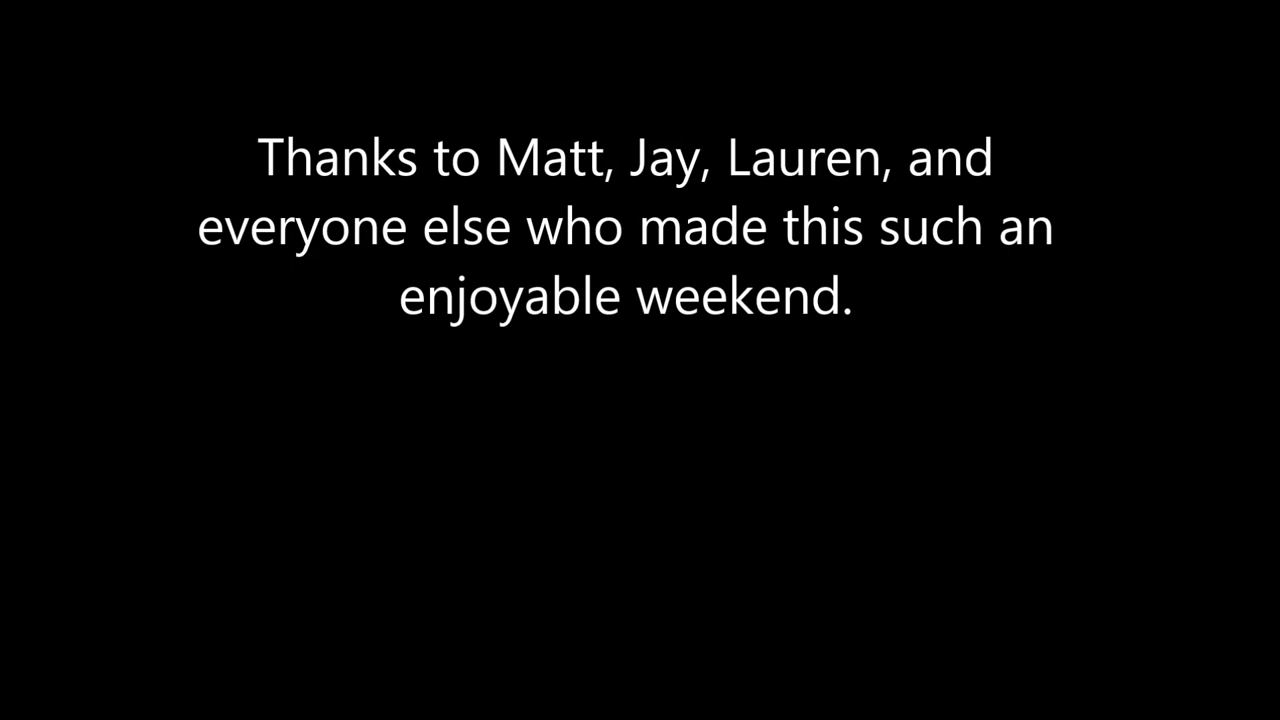 Thanks to Matt, Jay, Lauren, and
everyone else who made this such an
enjoyable weekend.